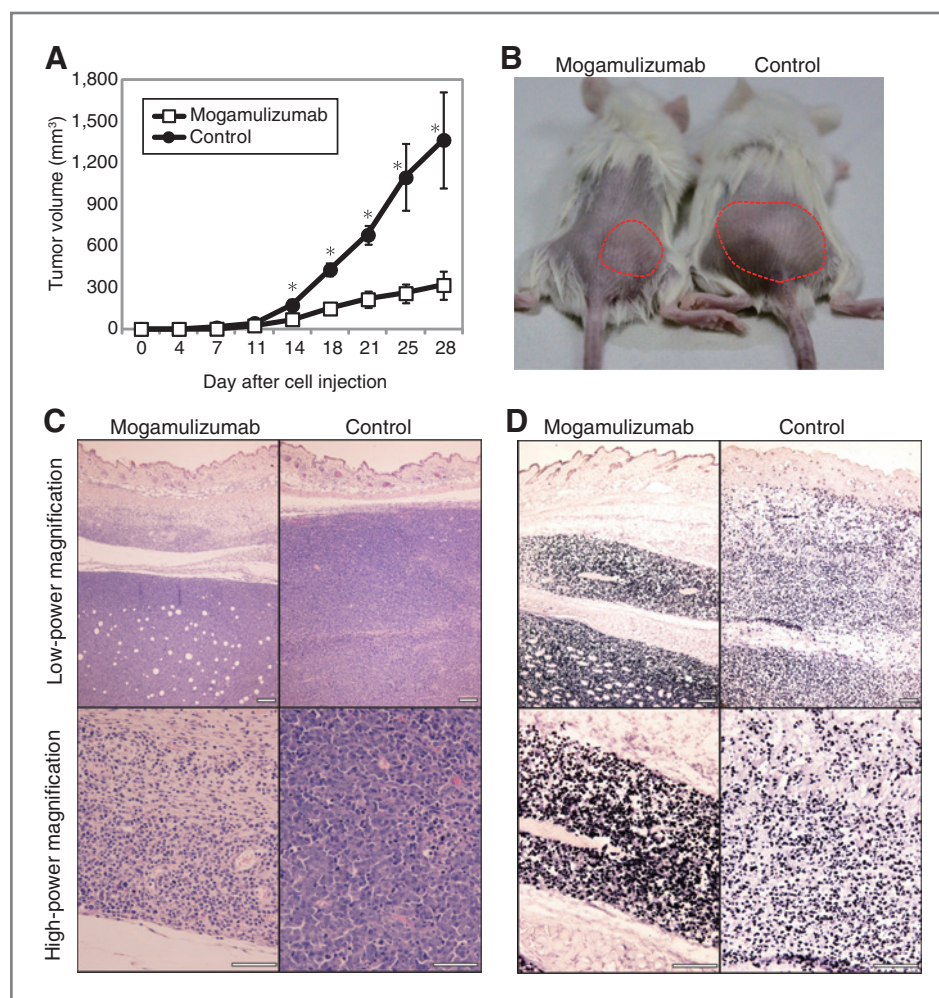 A
1,800
1,500
1,200
900
600
300
0
Tumor volume (mm³)
Mogamulizumab
Control
*
*
*
*
*
*
0 4 7 11 14 18 21 25 28
Day after cell injection
B
Mogamulizumab Control
C
Mogamulizumab Control
Low-power magnification
High-power magnification
D
Mogamulizumab Control